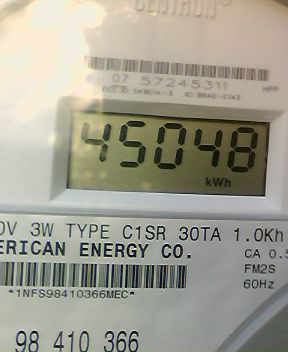 CENTRON
07 57245311
45048
kWh
0V 3W TYPE C1SR 30TA 1.0Kh
ERICAN ENERGY CO.
CA 0.5
FM2S
60Hz
*1NFS98410366MEC*
98 410 366